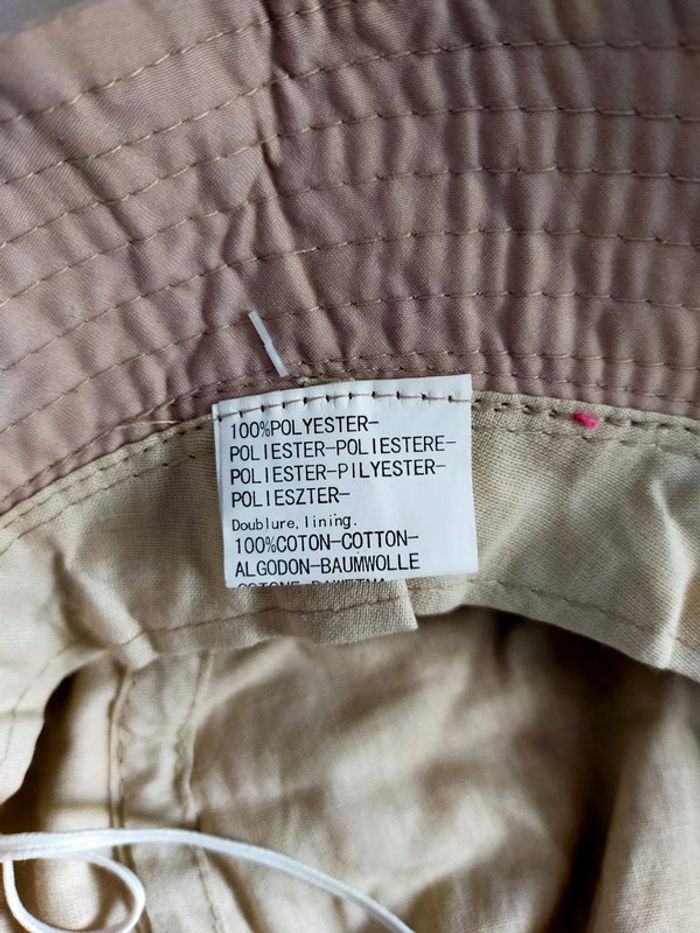 100%POLYESTER-
POLIESTER-POLIESTERE-
POLIESTER-PILYESTER-
POLIESZTER-
Doublure, lining.
100%COTON-COTTON-
ALGODON-BAUMWOLLE